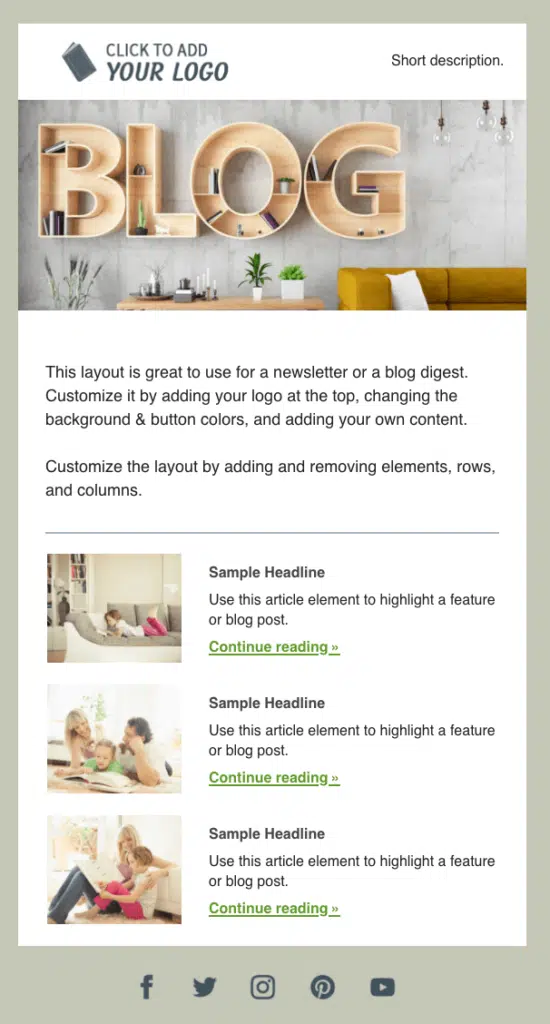 CLICK TO ADD
YOUR LOGO
Short description.
BLOG
This layout is great to use for a newsletter or a blog digest.
Customize it by adding your logo at the top, changing the
background & button colors, and adding your own content.
Customize the layout by adding and removing elements, rows,
and columns.
Sample Headline
Use this article element to highlight a feature
or blog post.
Continue reading »
Sample Headline
Use this article element to highlight a feature
or blog post.
Continue reading »
Sample Headline
Use this article element to highlight a feature
or blog post.
Continue reading »